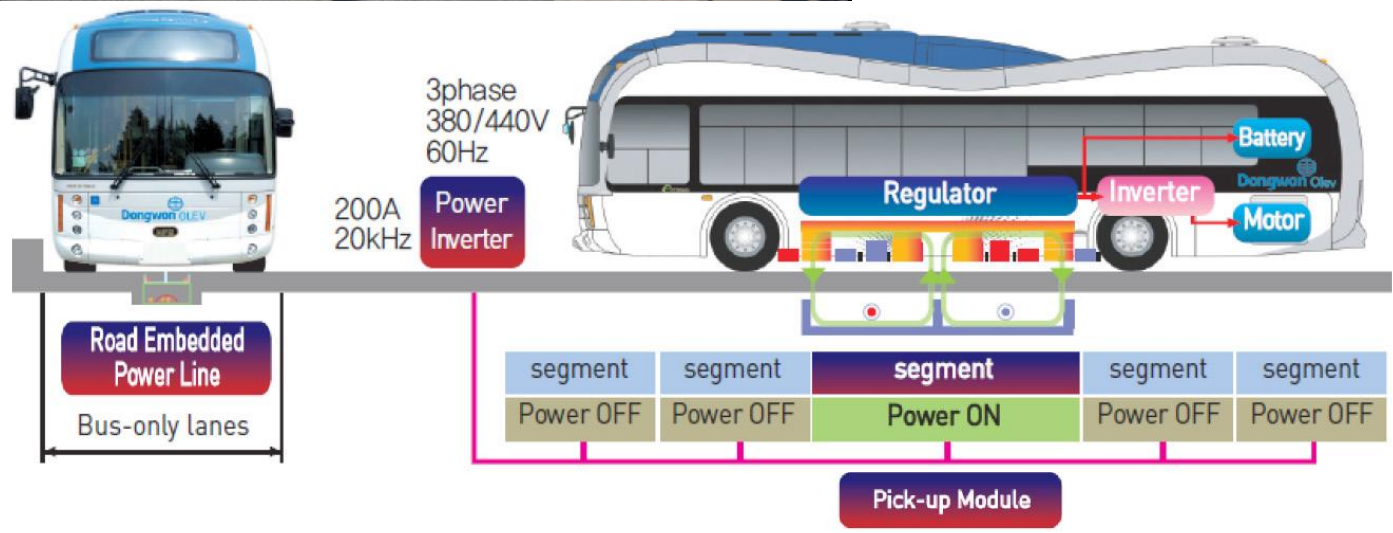 3phase
380/440V
60Hz
200A
20kHz
Power
Inverter
Regulator
Inverter
Battery
Dongwon Olev
Motor
Dongwon OLEV
Road Embedded
Power Line
Bus-only lanes
segment
segment
segment
segment
segment
Power OFF
Power OFF
Power ON
Power OFF
Power OFF
Pick-up Module